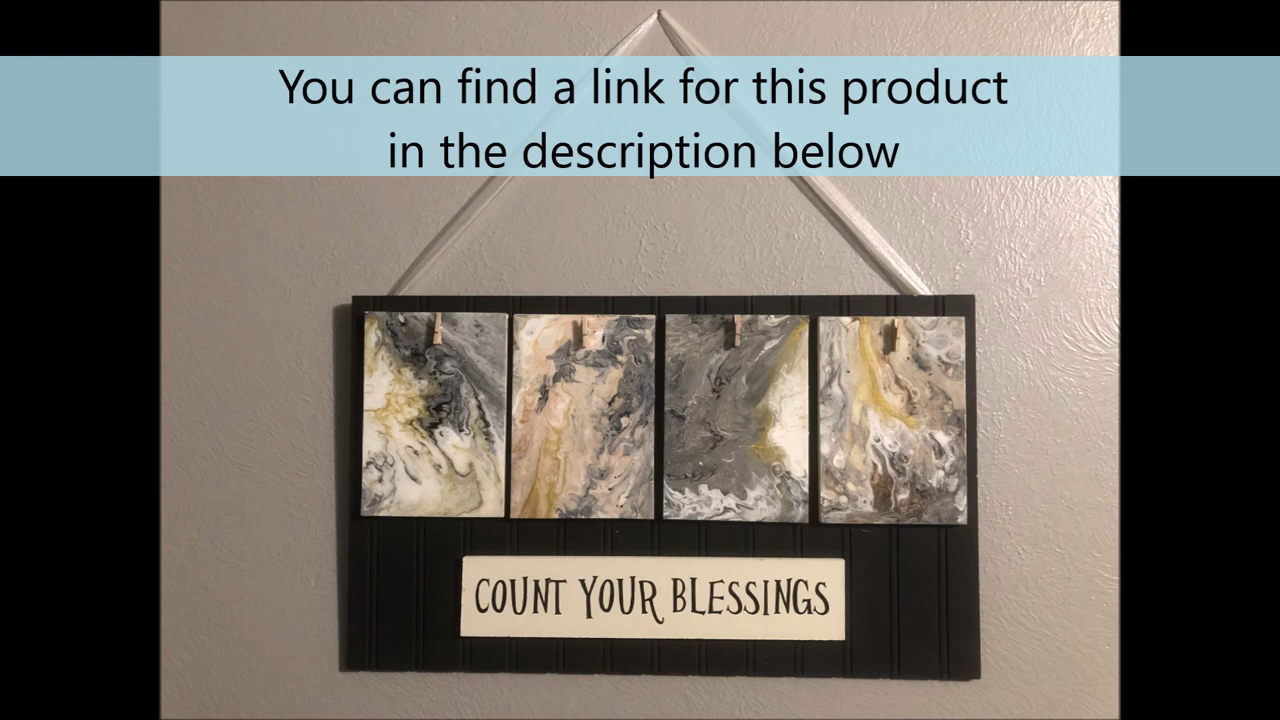 You can find a link for this product
in the description below
COUNT YOUR BLESSINGS